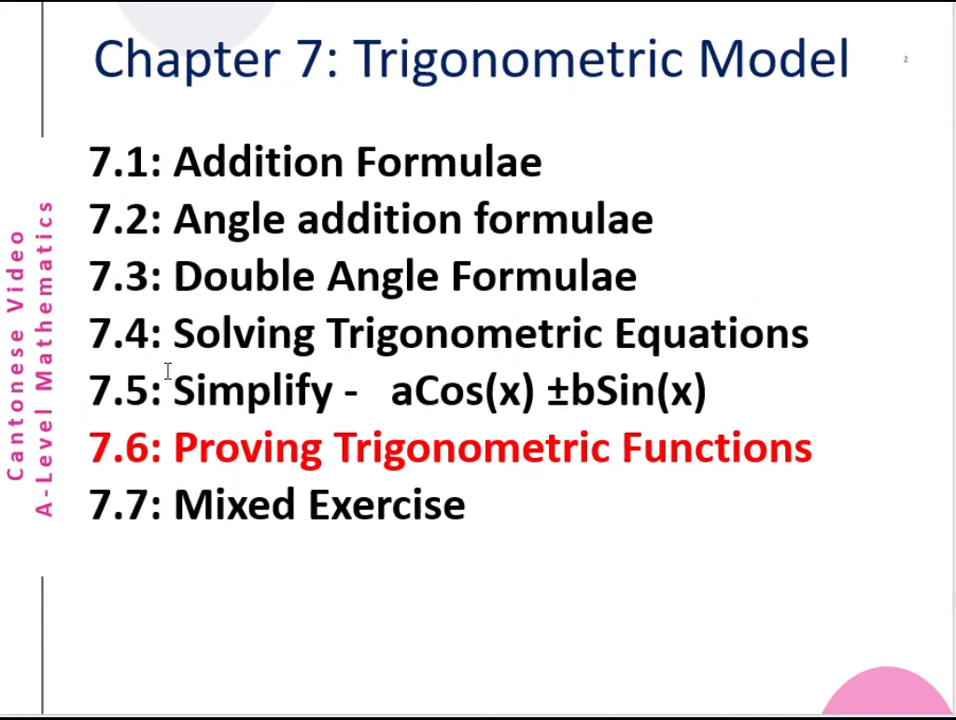 Chapter 7: Trigonometric Model
2
7.1: Addition Formulae
7.2: Angle addition formulae
7.3: Double Angle Formulae
7.4: Solving Trigonometric Equations
7.5: Simplify - aCos(x) ±bSin(x)
7.6: Proving Trigonometric Functions
7.7: Mixed Exercise
Cantonese Video
A-Level Mathematics